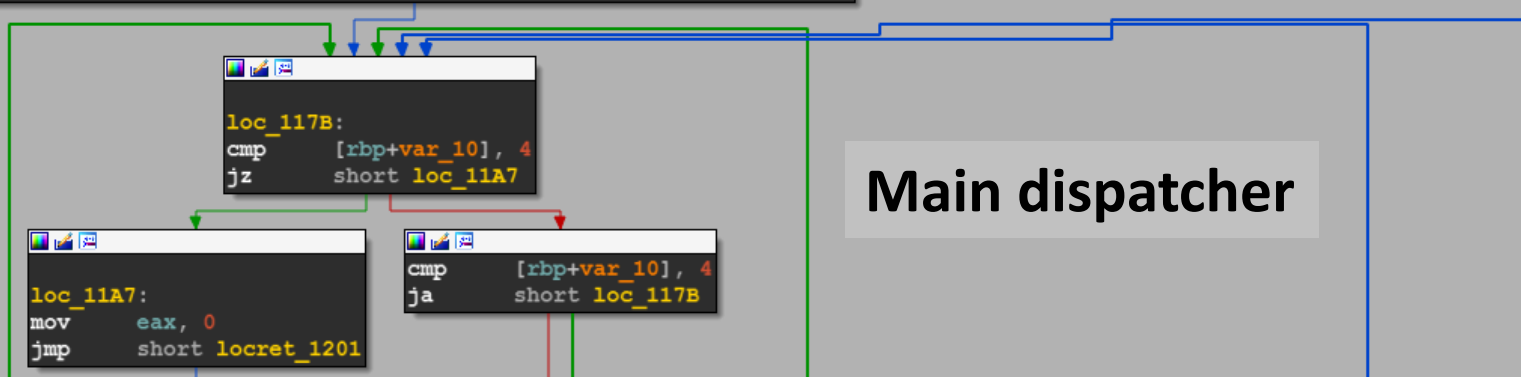 loc_117B:
cmp [rbp+var_10], 4
jz short loc_11A7
Main dispatcher
loc_11A7:
mov eax, 0
jmp short locret_1201
cmp [rbp+var_10], 4
ja short loc_117B